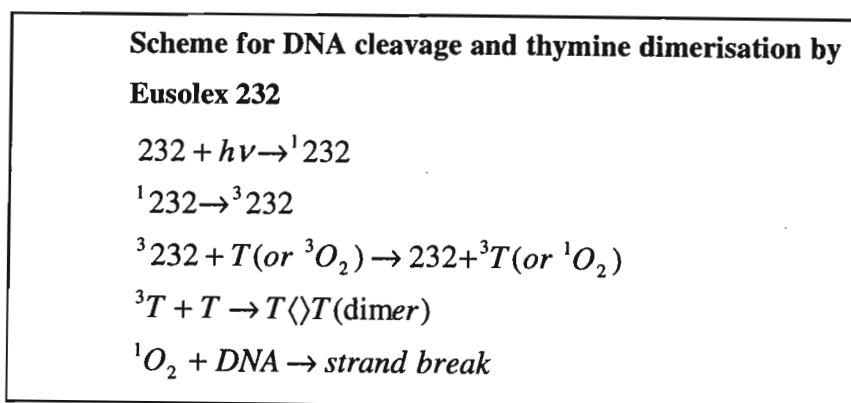 Scheme for DNA cleavage and thymine dimerisation by
Eusolex 232
232 + hν→¹232
¹232→³232
³232 + T(or ³O₂) → 232+³T(or ¹O₂)
³T + T → T⟨⟩T(dimer)
¹O₂ + DNA → strand break